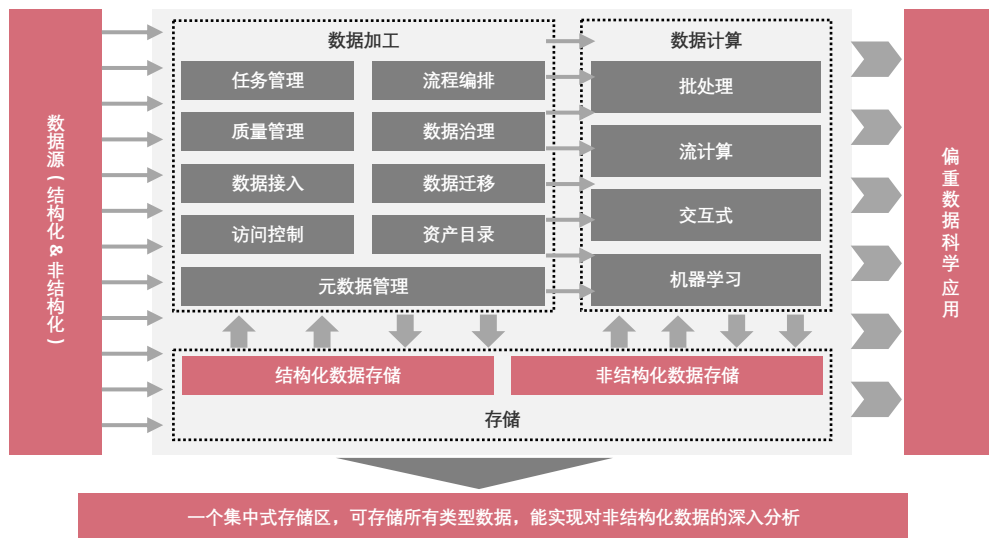 数据源(结构化&非结构化)
数据加工
任务管理
流程编排
质量管理
数据治理
数据接入
数据迁移
访问控制
资产目录
元数据管理
数据计算
批处理
流计算
交互式
机器学习
结构化数据存储
非结构化数据存储
存储
偏重数据科学应用
一个集中式存储区，可存储所有类型数据，能实现对非结构化数据的深入分析